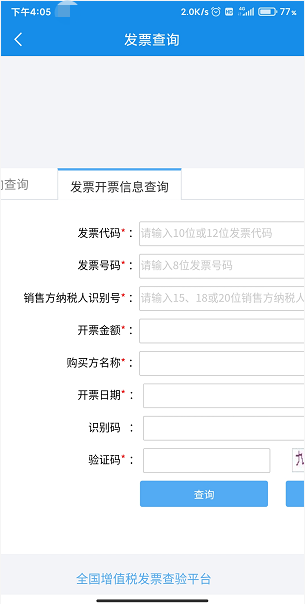 下午4:05 2.0K/s HD 4G 77%
发票查询
查询 发票开票信息查询
发票代码*： 请输入10位或12位发票代码
发票号码*： 请输入8位发票号码
销售方纳税人识别号*： 请输入15、18或20位销售方纳税人
开票金额*：
购买方名称*：
开票日期*：
识别码 ：
验证码*： 九
查询
全国增值税发票查验平台